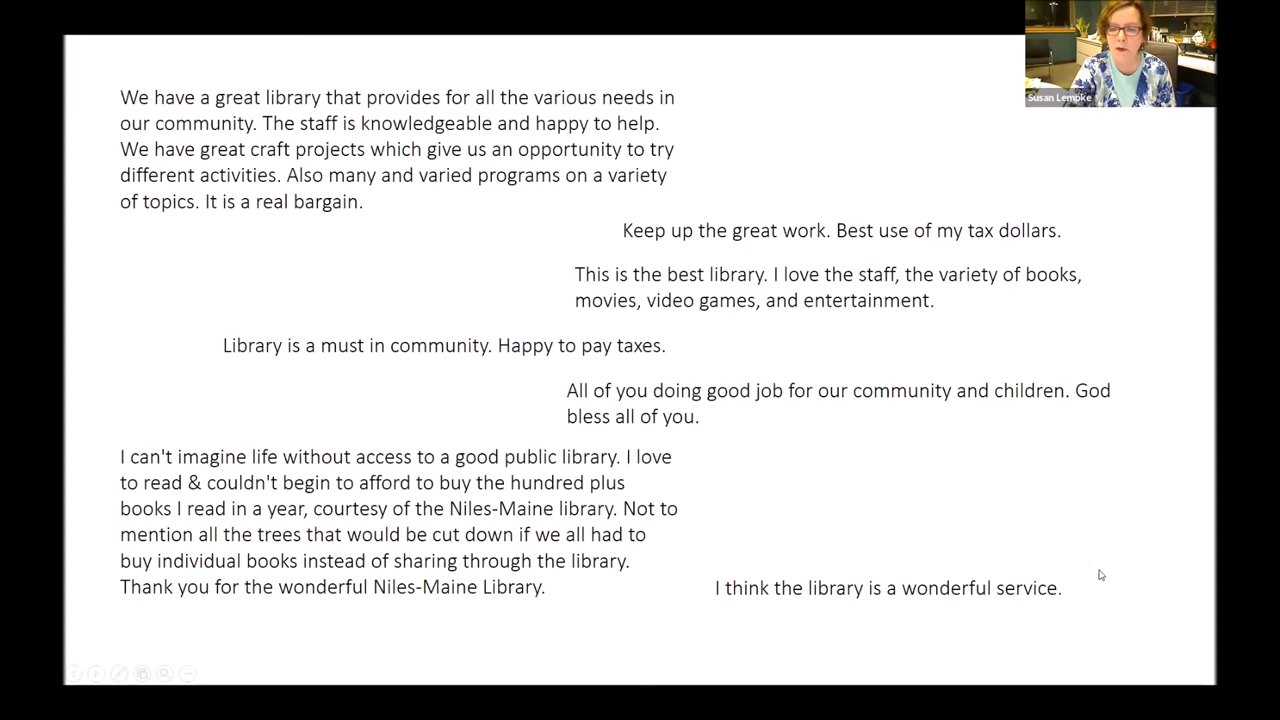 Susan Lempke
We have a great library that provides for all the various needs in
our community. The staff is knowledgeable and happy to help.
We have great craft projects which give us an opportunity to try
different activities. Also many and varied programs on a variety
of topics. It is a real bargain.
Keep up the great work. Best use of my tax dollars.
This is the best library. I love the staff, the variety of books,
movies, video games, and entertainment.
Library is a must in community. Happy to pay taxes.
All of you doing good job for our community and children. God
bless all of you.
I can't imagine life without access to a good public library. I love
to read & couldn't begin to afford to buy the hundred plus
books I read in a year, courtesy of the Niles-Maine library. Not to
mention all the trees that would be cut down if we all had to
buy individual books instead of sharing through the library.
Thank you for the wonderful Niles-Maine Library.
I think the library is a wonderful service.